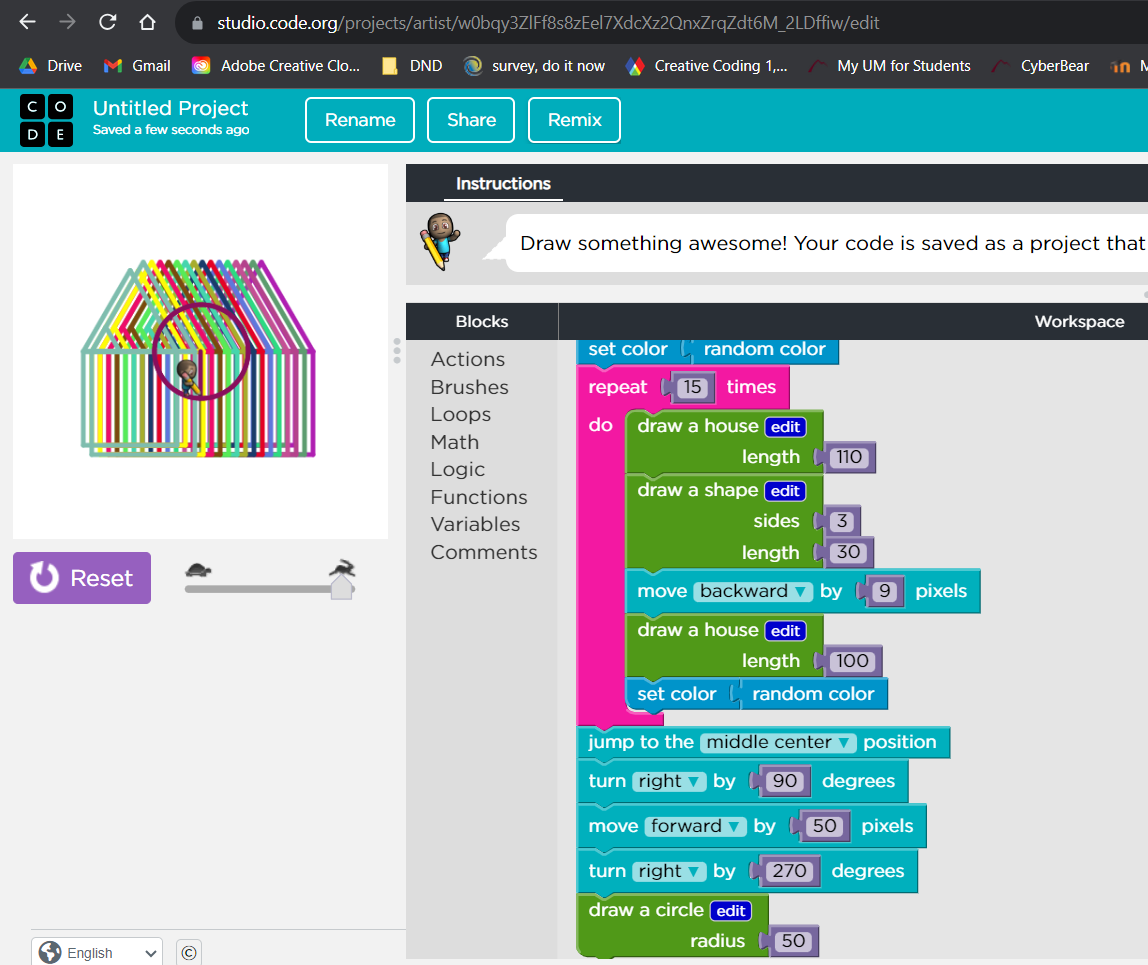 studio.code.org/projects/artist/w0bqy3ZlFf8s8zEel7XdcXz2QnxZrqZdt6M_2LDffiw/edit
Drive Gmail Adobe Creative Clo... DND survey, do it now Creative Coding 1,... My UM for Students CyberBear
C O
D E
Untitled Project
Saved a few seconds ago
Rename Share Remix
Instructions
Draw something awesome! Your code is saved as a project that
Blocks Workspace
Actions
Brushes
Loops
Math
Logic
Functions
Variables
Comments
set color random color
repeat 15 times
do draw a house edit
length 110
draw a shape edit
sides 3
length 30
move backward ▼ by 9 pixels
draw a house edit
length 100
set color random color
jump to the middle center ▼ position
turn right ▼ by 90 degrees
move forward ▼ by 50 pixels
turn right ▼ by 270 degrees
draw a circle edit
radius 50
Reset
English ©